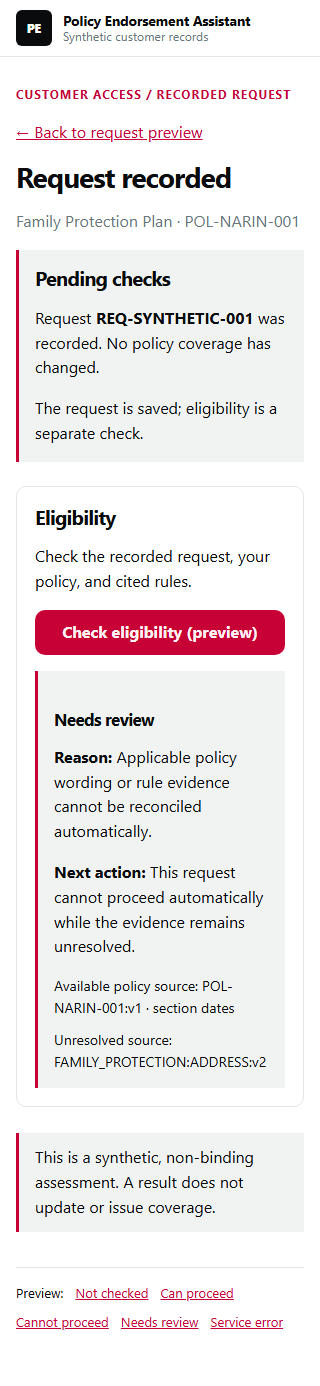 PE
Policy Endorsement Assistant
Synthetic customer records
CUSTOMER ACCESS / RECORDED REQUEST
← Back to request preview
Request recorded
Family Protection Plan · POL-NARIN-001
Pending checks
Request REQ-SYNTHETIC-001 was
recorded. No policy coverage has
changed.
The request is saved; eligibility is a
separate check.
Eligibility
Check the recorded request, your
policy, and cited rules.
Check eligibility (preview)
Needs review
Reason: Applicable policy
wording or rule evidence
cannot be reconciled
automatically.
Next action: This request
cannot proceed automatically
while the evidence remains
unresolved.
Available policy source: POL-
NARIN-001:v1 · section dates
Unresolved source:
FAMILY_PROTECTION:ADDRESS:v2
This is a synthetic, non-binding
assessment. A result does not
update or issue coverage.
Preview: Not checked Can proceed
Cannot proceed Needs review Service error